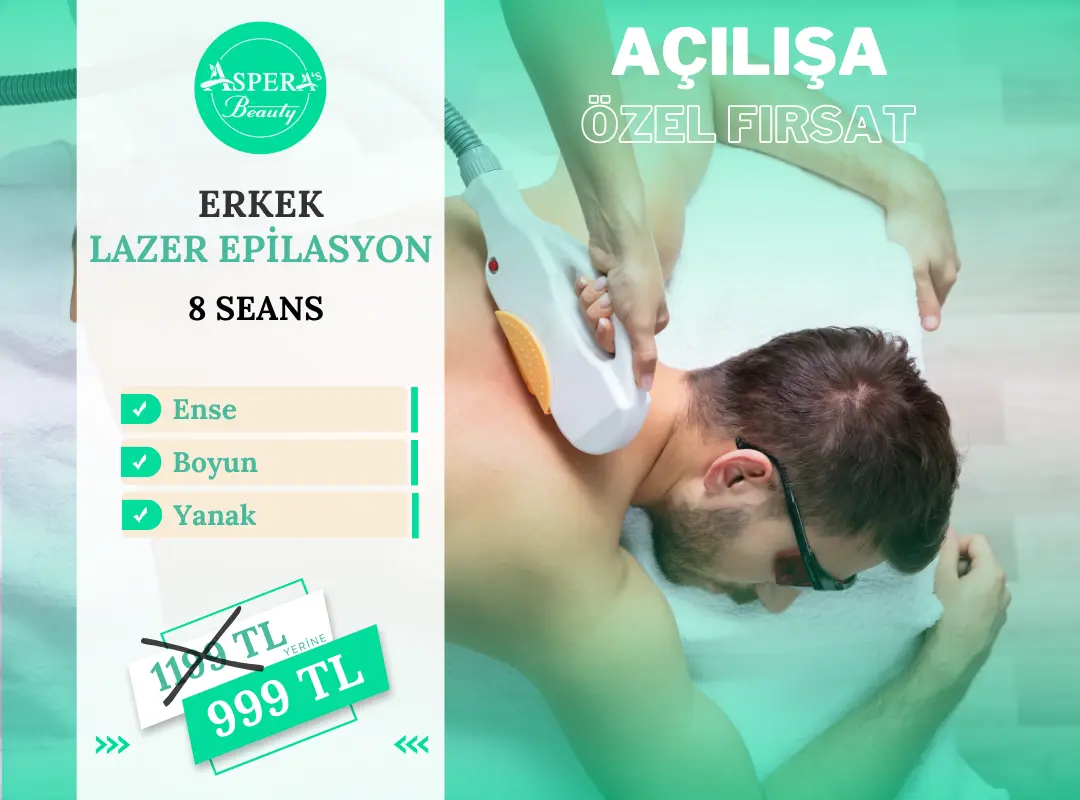 ASPERA'S
Beauty
AÇILIŞA
ÖZEL FIRSAT
ERKEK
LAZER EPİLASYON
8 SEANS
Ense
Boyun
Yanak
1199 TL
YERİNE
999 TL